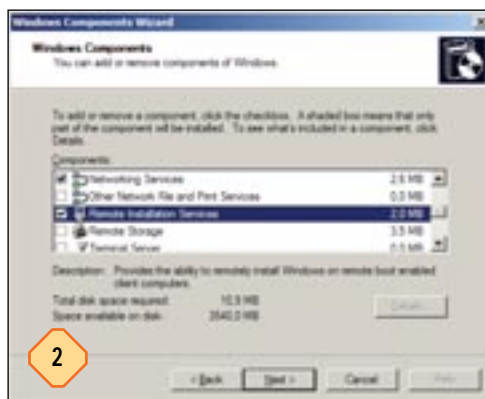 Windows Components Wizard
Windows Components
You can add or remove components of Windows.
To add or remove a component, click the checkbox. A shaded box means that only
part of the component will be installed. To see what's included in a component, click
Details.
Components:
Networking Services 2.6 MB
Other Network File and Print Services 0.0 MB
Remote Installation Services 2.0 MB
Remote Storage 3.5 MB
Terminal Server 0.0 MB
Description: Provides the ability to remotely install Windows on remote boot enabled
client computers.
Total disk space required: 10.9 MB
Space available on disk: MB
Details...
2
< Back Next > Cancel Help